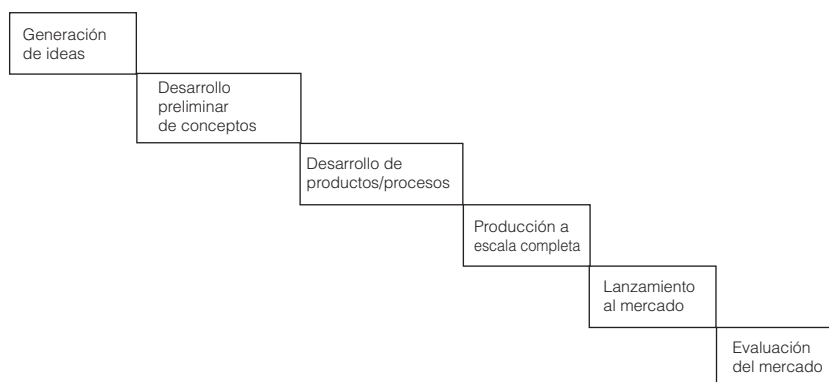 Generación
de ideas
Desarrollo
preliminar
de conceptos
Desarrollo de
productos/procesos
Producción a
escala completa
Lanzamiento
al mercado
Evaluación
del mercado